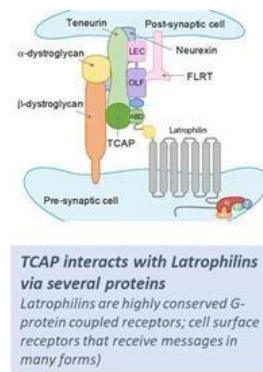 Teneurin
Post-synaptic cell
LEC
Neurexin
α-dystroglycan
OLF
FLRT
β-dystroglycan
HBD
TCAP
Latrophilin
Pre-synaptic cell
TCAP interacts with Latrophilins
via several proteins
Latrophilins are highly conserved G-
protein coupled receptors; cell surface
receptors that receive messages in
many forms)